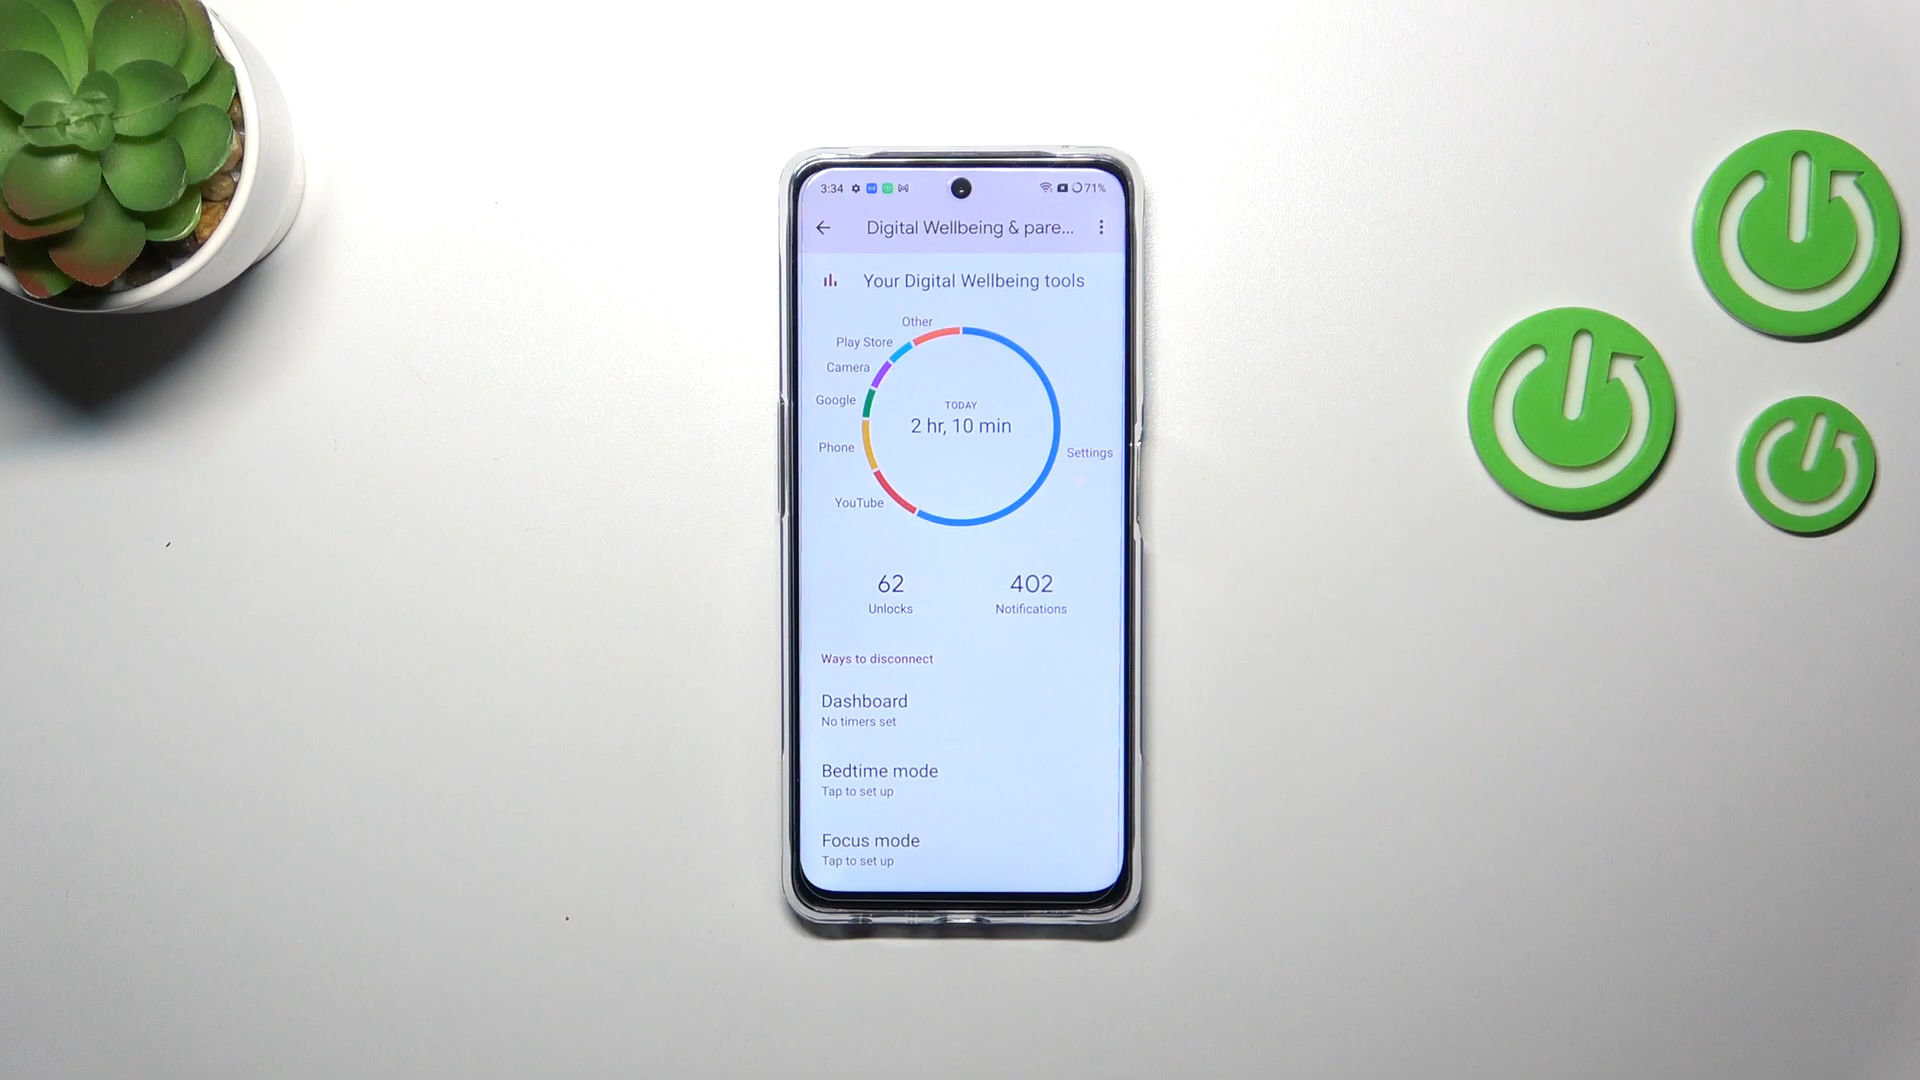 3:34 71%
Digital Wellbeing & pare...
Your Digital Wellbeing tools
Other
Play Store
Camera
Google
TODAY
2 hr, 10 min
Phone
Settings
YouTube
62 402
Unlocks Notifications
Ways to disconnect
Dashboard
No timers set
Bedtime mode
Tap to set up
Focus mode
Tap to set up